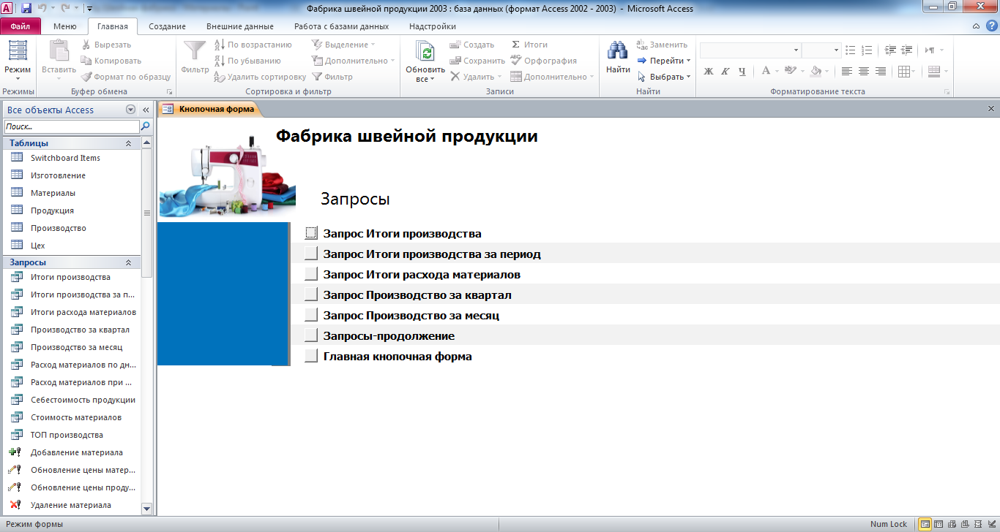 Фабрика швейной продукции 2003 : база данных (формат Access 2002 - 2003) - Microsoft Access
Файл Меню Главная Создание Внешние данные Работа с базами данных Надстройки
Режим
Режимы
Вставить
Вырезать
Копировать
Формат по образцу
Буфер обмена
Фильтр
По возрастанию
По убыванию
Удалить сортировку
Выделение
Дополнительно
Фильтр
Сортировка и фильтр
Обновить
все
Создать
Сохранить
Удалить
Итоги
Орфография
Дополнительно
Записи
Найти
Заменить
Перейти
Выбрать
Найти
Ж К Ч А
Форматирование текста
Все объекты Access
Поиск...
Таблицы
Switchboard Items
Изготовление
Материалы
Продукция
Производство
Цех
Запросы
Итоги производства
Итоги производства за п...
Итоги расхода материалов
Производство за квартал
Производство за месяц
Расход материалов по дн...
Расход материалов при ...
Себестоимость продукции
Стоимость материалов
ТОП производства
Добавление материала
Обновление цены матер...
Обновление цены проду...
Удаление материала
Кнопочная форма
Фабрика швейной продукции
Запросы
Запрос Итоги производства
Запрос Итоги производства за период
Запрос Итоги расхода материалов
Запрос Производство за квартал
Запрос Производство за месяц
Запросы-продолжение
Главная кнопочная форма
Режим формы
Num Lock